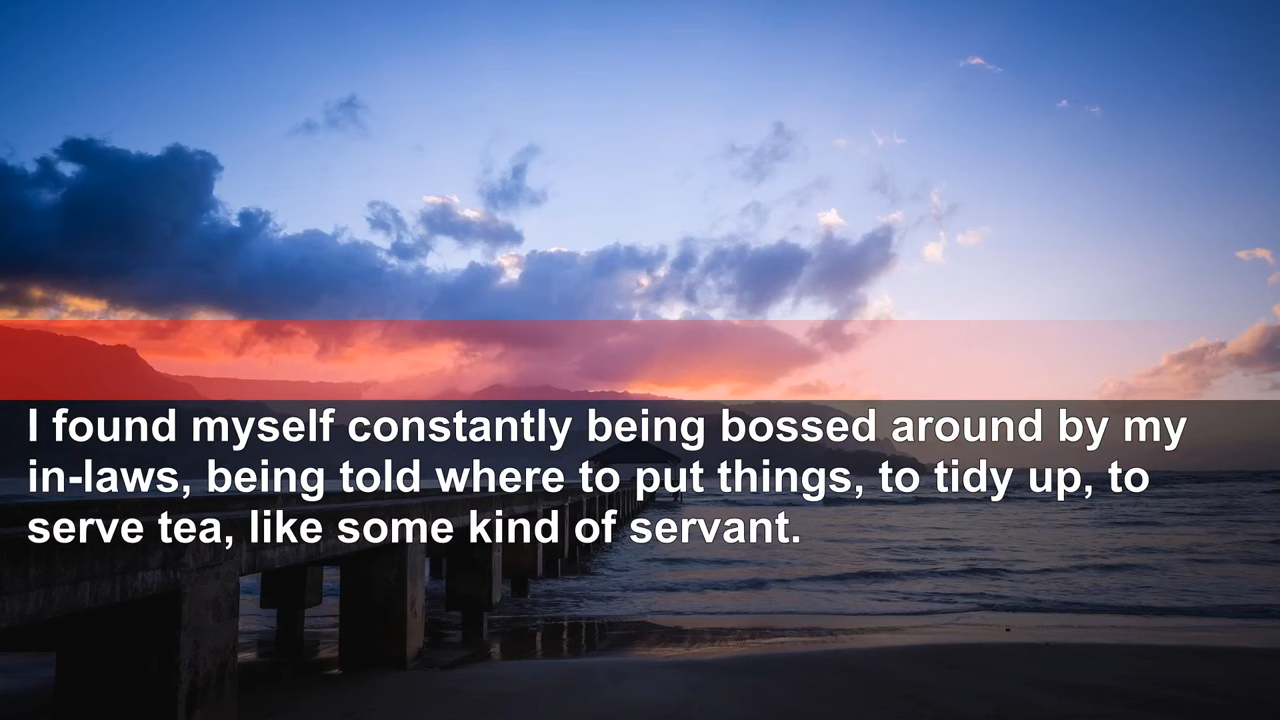 I found myself constantly being bossed around by my
in-laws, being told where to put things, to tidy up, to
serve tea, like some kind of servant.